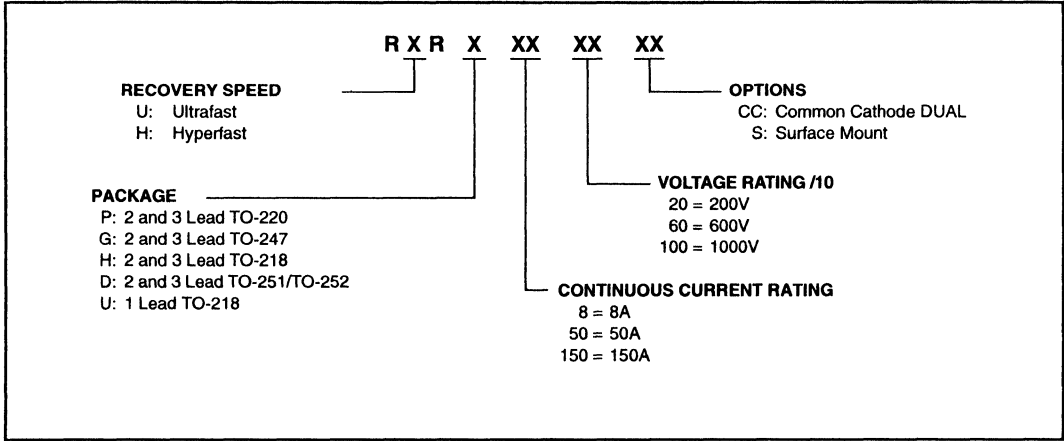 R X R X XX XX XX
RECOVERY SPEED
U: Ultrafast
H: Hyperfast
OPTIONS
CC: Common Cathode DUAL
S: Surface Mount
PACKAGE
P: 2 and 3 Lead TO-220
G: 2 and 3 Lead TO-247
H: 2 and 3 Lead TO-218
D: 2 and 3 Lead TO-251/TO-252
U: 1 Lead TO-218
VOLTAGE RATING /10
20 = 200V
60 = 600V
100 = 1000V
CONTINUOUS CURRENT RATING
8 = 8A
50 = 50A
150 = 150A